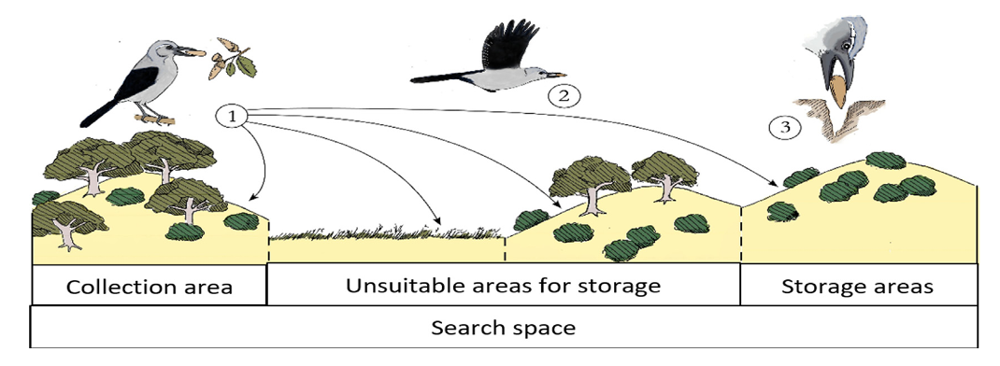 1
2
3
Collection area
Unsuitable areas for storage
Storage areas
Search space